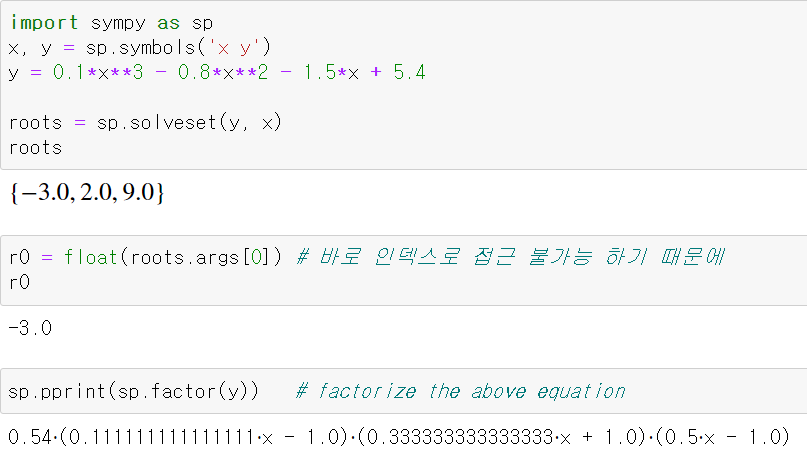 import sympy as sp
x, y = sp.symbols('x y')
y = 0.1*x**3 - 0.8*x**2 - 1.5*x + 5.4
roots = sp.solveset(y, x)
roots
{−3.0, 2.0, 9.0}
r0 = float(roots.args[0]) # 바로 인덱스로 접근 불가능 하기 때문에
r0
-3.0
sp.pprint(sp.factor(y))   # factorize the above equation
0.54⋅(0.111111111111111⋅x - 1.0)⋅(0.333333333333333⋅x + 1.0)⋅(0.5⋅x - 1.0)